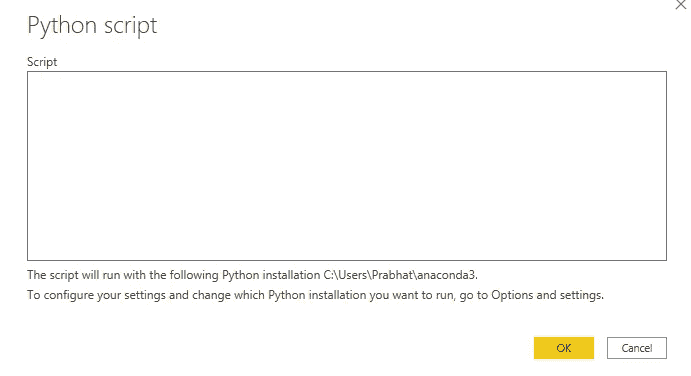 Python script
Script
The script will run with the following Python installation C:\Users\Prabhat\anaconda3.
To configure your settings and change which Python installation you want to run, go to Options and settings.
OK Cancel